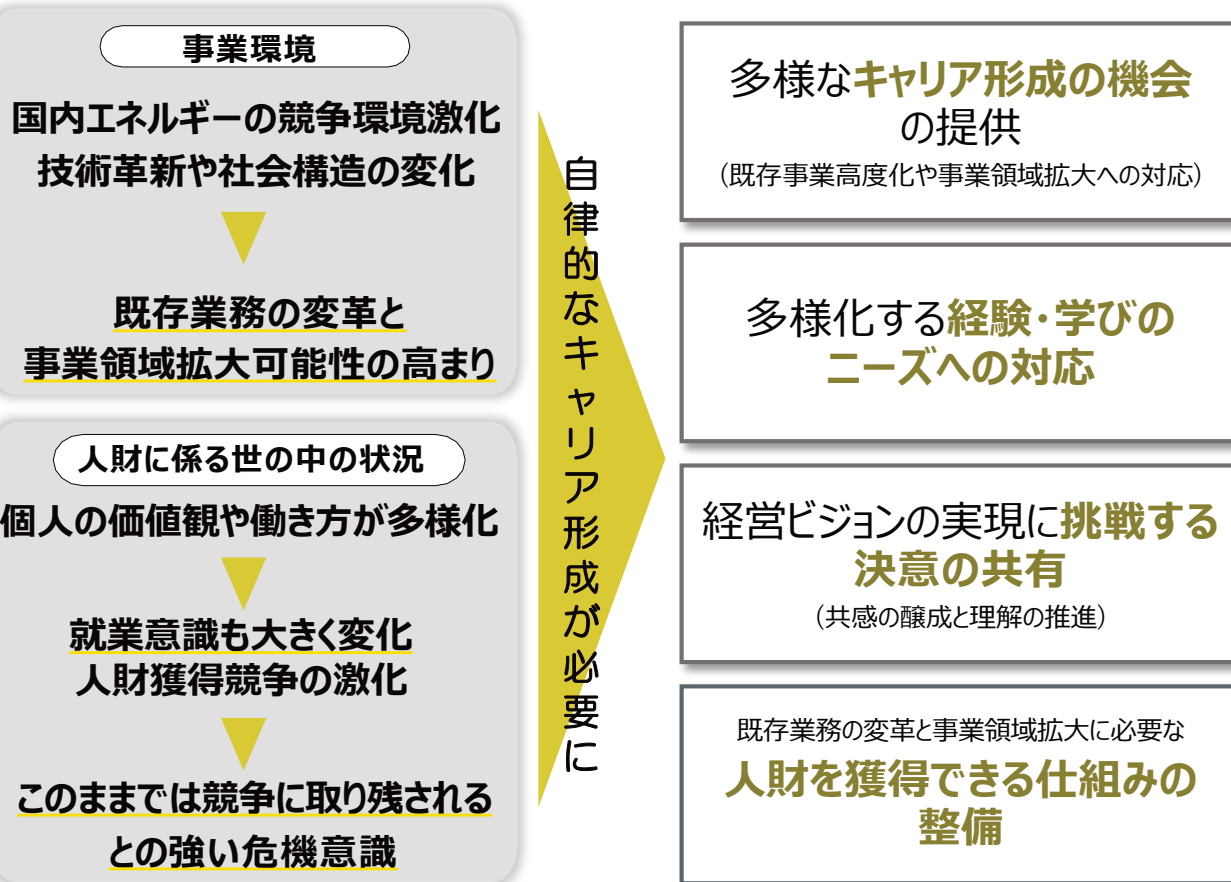 事業環境
国内エネルギーの競争環境激化
技術革新や社会構造の変化
既存業務の変革と
事業領域拡大可能性の高まり
人財に係る世の中の状況
個人の価値観や働き方が多様化
就業意識も大きく変化
人財獲得競争の激化
このままでは競争に取り残される
との強い危機意識
自律的なキャリア形成が必要に
多様なキャリア形成の機会
の提供
（既存事業高度化や事業領域拡大への対応）
多様化する経験・学びの
ニーズへの対応
経営ビジョンの実現に挑戦する
決意の共有
（共感の醸成と理解の推進）
既存業務の変革と事業領域拡大に必要な
人財を獲得できる仕組みの
整備